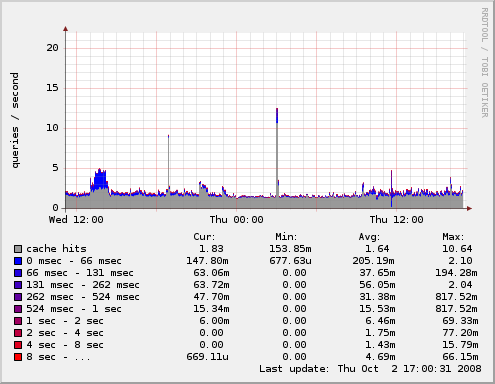 RRDTOOL / TOBI OETIKER
queries / second
20
15
10
5
0
Wed 12:00 Thu 00:00 Thu 12:00
Cur: Min: Avg: Max:
cache hits 1.83 153.85m 1.64 10.64
0 msec - 66 msec 147.80m 677.63u 205.19m 2.10
66 msec - 131 msec 63.06m 0.00 37.65m 194.28m
131 msec - 262 msec 63.72m 0.00 56.05m 2.04
262 msec - 524 msec 47.70m 0.00 31.38m 817.52m
524 msec - 1 sec 15.34m 0.00 15.53m 817.52m
1 sec - 2 sec 6.00m 0.00 6.46m 69.33m
2 sec - 4 sec 0.00 0.00 1.75m 77.20m
4 sec - 8 sec 0.00 0.00 1.43m 15.79m
8 sec - ... 669.11u 0.00 4.69m 66.15m
Last update: Thu Oct 2 17:00:31 2008